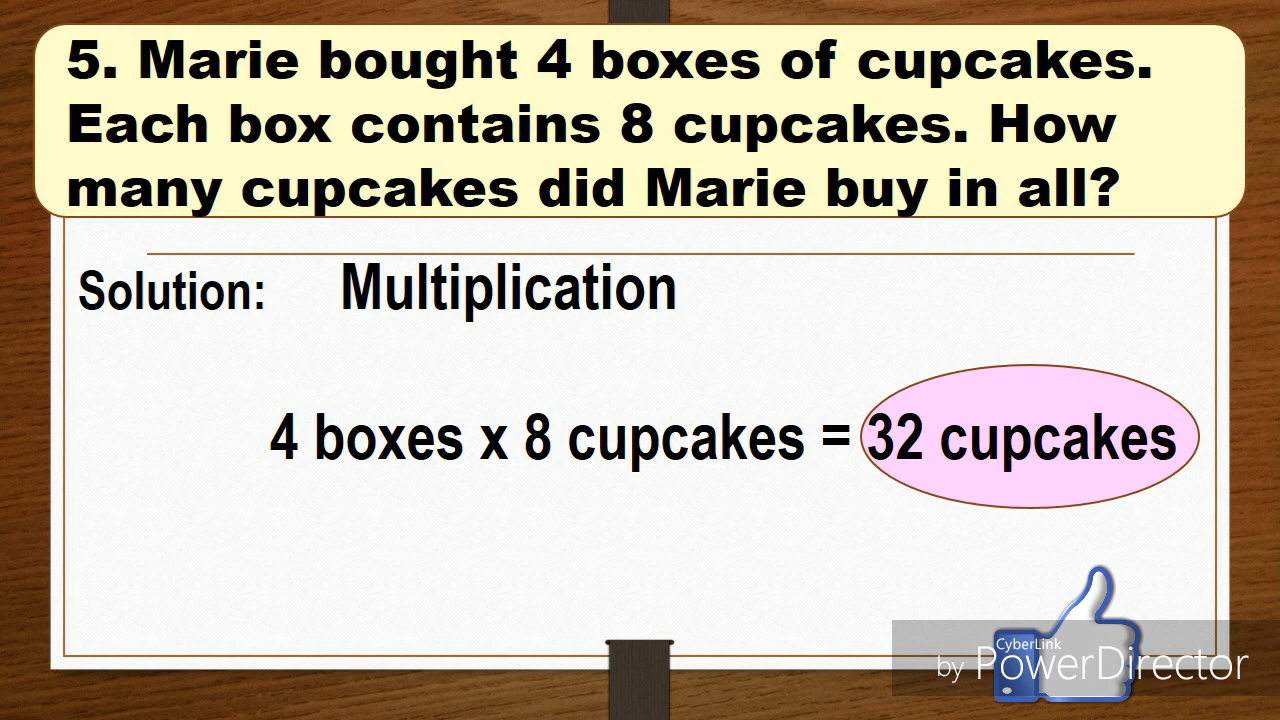 5. Marie bought 4 boxes of cupcakes.
Each box contains 8 cupcakes. How
many cupcakes did Marie buy in all?
Solution: Multiplication
4 boxes x 8 cupcakes = 32 cupcakes
CyberLink
by PowerDirector